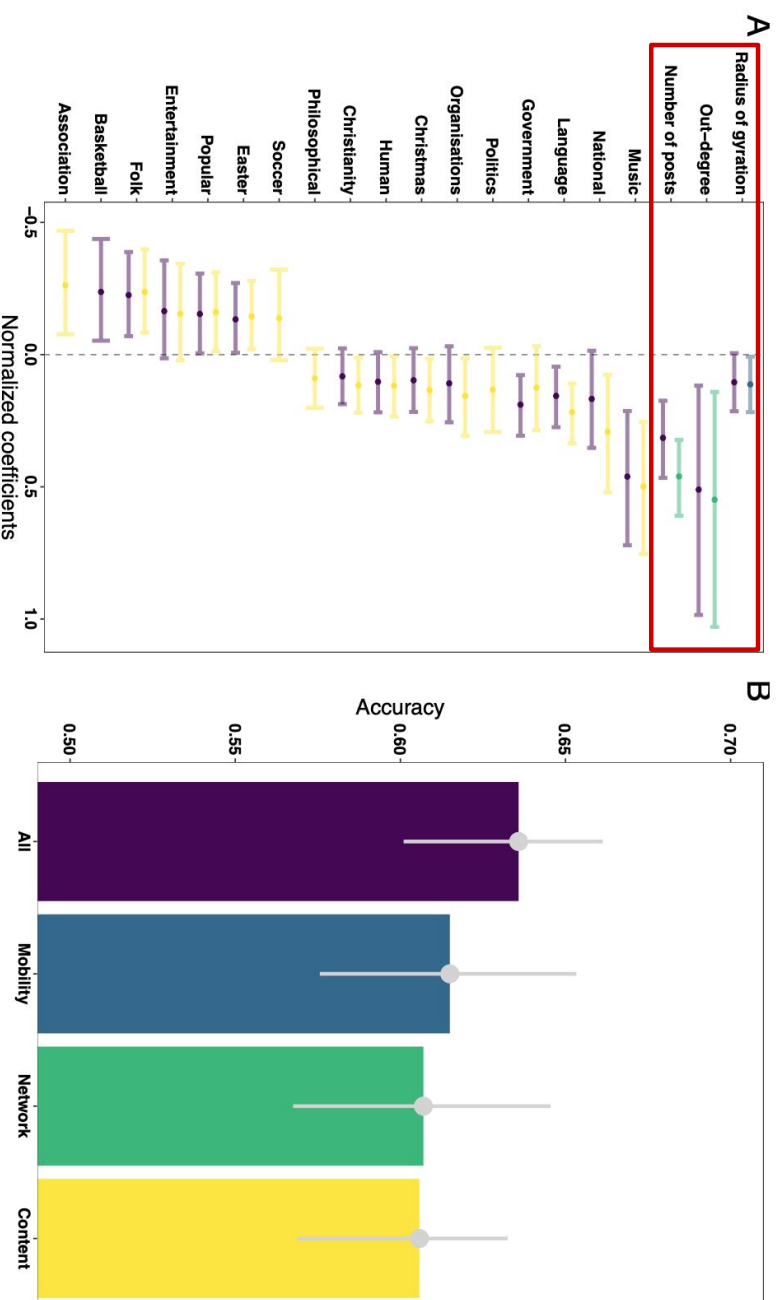 A
Radius of gyration
Out-degree
Number of posts
Music
National
Language
Government
Politics
Organisations
Christmas
Human
Christianity
Philosophical
Soccer
Easter
Popular
Entertainment
Folk
Basketball
Association
-0.5
0.0
0.5
1.0
Normalized coefficients
B
Accuracy
0.70
0.65
0.60
0.55
0.50
All
Mobility
Network
Content